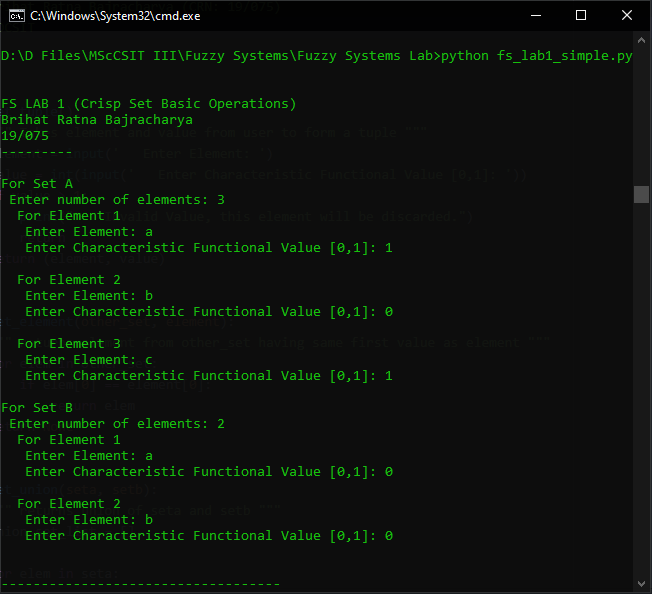 C:\Windows\System32\cmd.exe
D:\D Files\MScCSIT III\Fuzzy Systems\Fuzzy Systems Lab>python fs_lab1_simple.py
FS LAB 1 (Crisp Set Basic Operations)
Brihat Ratna Bajracharya
19/075
---------
For Set A
Enter number of elements: 3
For Element 1
Enter Element: a
Enter Characteristic Functional Value [0,1]: 1
For Element 2
Enter Element: b
Enter Characteristic Functional Value [0,1]: 0
For Element 3
Enter Element: c
Enter Characteristic Functional Value [0,1]: 1
For Set B
Enter number of elements: 2
For Element 1
Enter Element: a
Enter Characteristic Functional Value [0,1]: 0
For Element 2
Enter Element: b
Enter Characteristic Functional Value [0,1]: 0
-----------------------------------